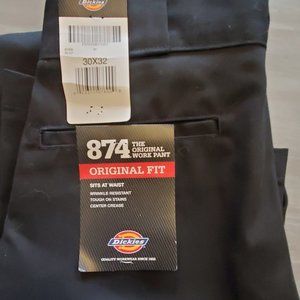 Dickies
30X32
874 THE ORIGINAL WORK PANT
ORIGINAL FIT
SITS AT WAIST
WRINKLE RESISTANT
TOUGH ON STAINS
CENTER CREASE
Dickies
QUALITY WORKWEAR SINCE 1922